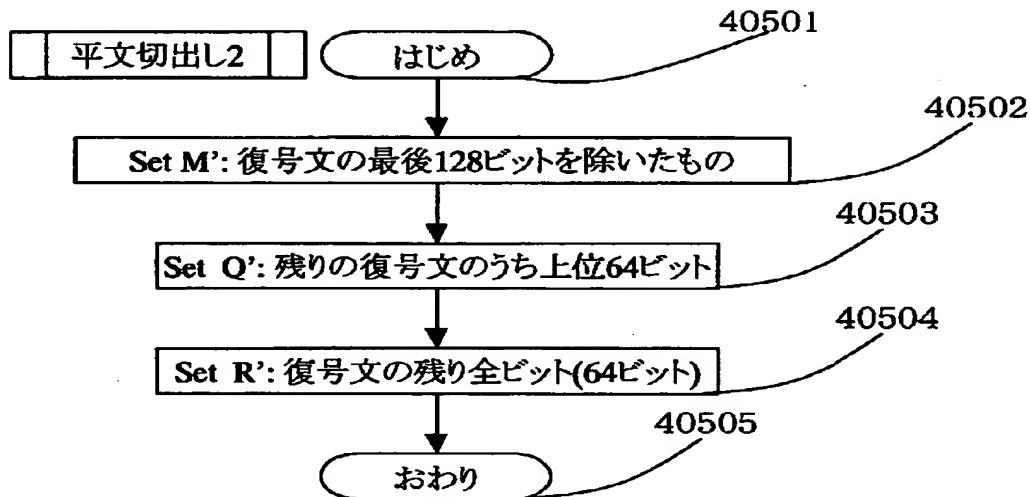 40501
平文切出し2
はじめ
40502
Set M’: 復号文の最後128ビットを除いたもの
40503
Set Q’: 残りの復号文のうち上位64ビット
40504
Set R’: 復号文の残り全ビット(64ビット)
40505
おわり